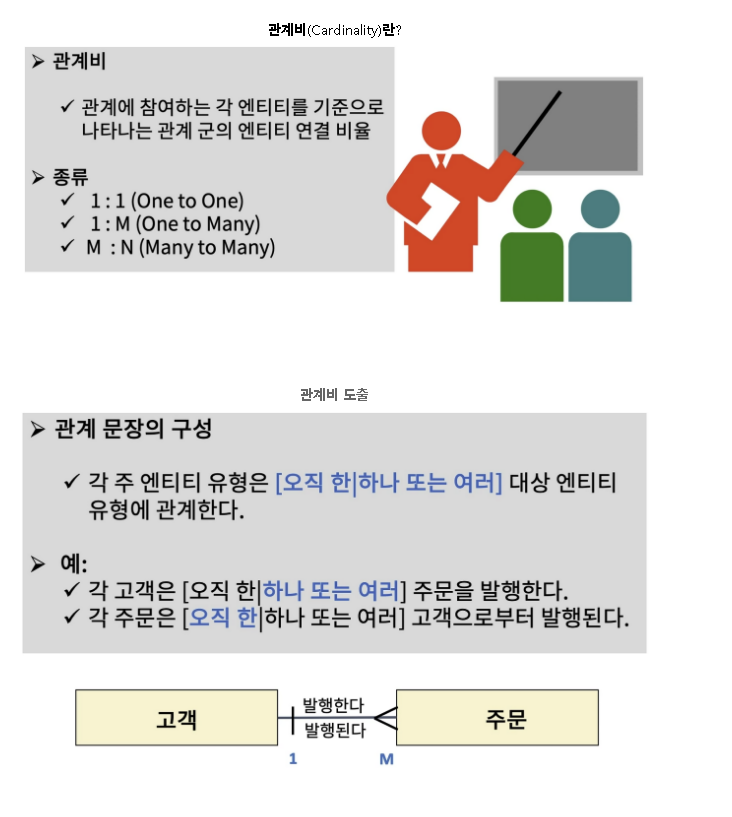 관계비(Cardinality)란?
➢ 관계비
✓ 관계에 참여하는 각 엔티티를 기준으로
나타나는 관계 군의 엔티티 연결 비율
➢ 종류
✓ 1 : 1 (One to One)
✓ 1 : M (One to Many)
✓ M : N (Many to Many)
관계비 도출
➢ 관계 문장의 구성
✓ 각 주 엔티티 유형은 [오직 한|하나 또는 여러] 대상 엔티티
유형에 관계한다.
➢ 예:
✓ 각 고객은 [오직 한|하나 또는 여러] 주문을 발행한다.
✓ 각 주문은 [오직 한|하나 또는 여러] 고객으로부터 발행된다.
고객
발행한다
발행된다
주문
1
M